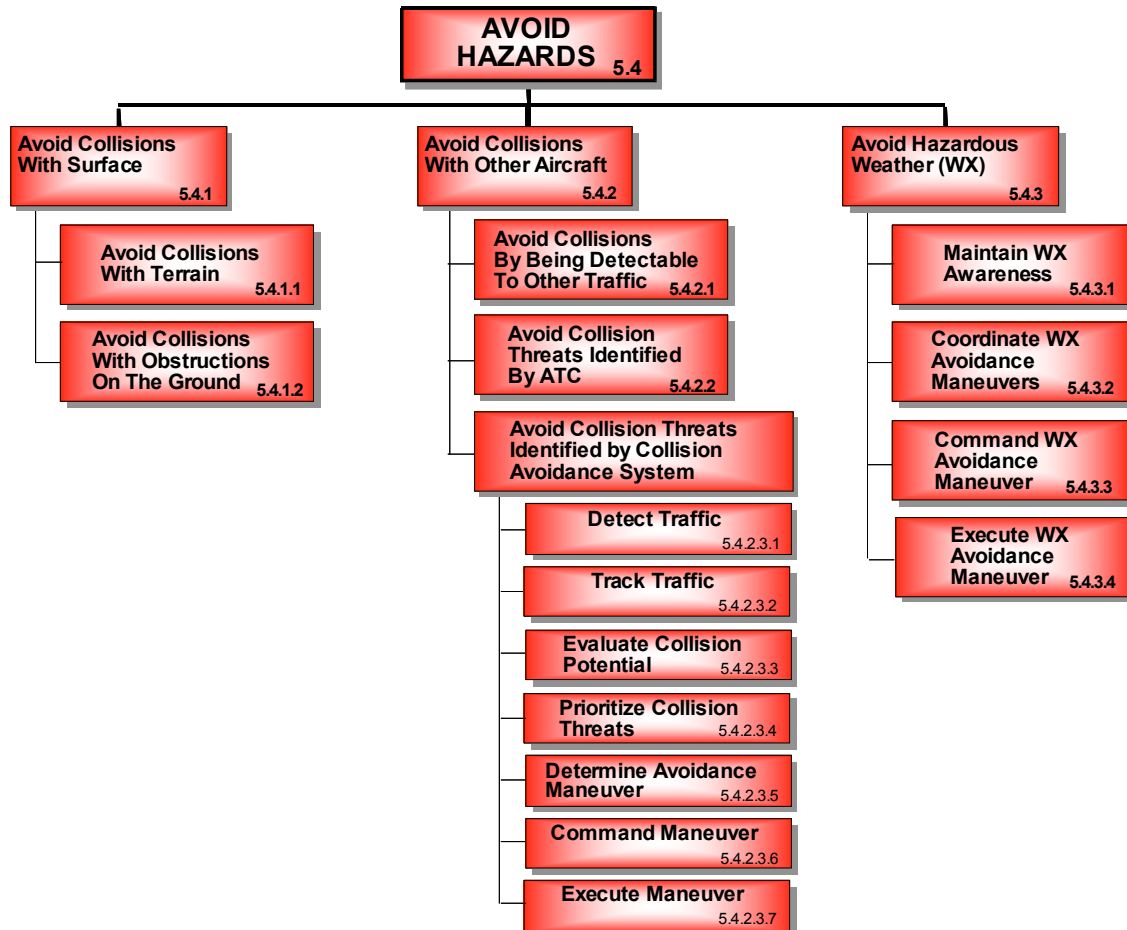 AVOID
HAZARDS
5.4
Avoid Collisions
With Surface
5.4.1
Avoid Collisions
With Terrain
5.4.1.1
Avoid Collisions
With Obstructions
On The Ground
5.4.1.2
Avoid Collisions
With Other Aircraft
5.4.2
Avoid Collisions
By Being Detectable
To Other Traffic
5.4.2.1
Avoid Collision
Threats Identified
By ATC
5.4.2.2
Avoid Collision Threats
Identified by Collision
Avoidance System
Detect Traffic
5.4.2.3.1
Track Traffic
5.4.2.3.2
Evaluate Collision
Potential
5.4.2.3.3
Prioritize Collision
Threats
5.4.2.3.4
Determine Avoidance
Maneuver
5.4.2.3.5
Command Maneuver
5.4.2.3.6
Execute Maneuver
5.4.2.3.7
Avoid Hazardous
Weather (WX)
5.4.3
Maintain WX
Awareness
5.4.3.1
Coordinate WX
Avoidance
Maneuvers
5.4.3.2
Command WX
Avoidance
Maneuver
5.4.3.3
Execute WX
Avoidance
Maneuver
5.4.3.4